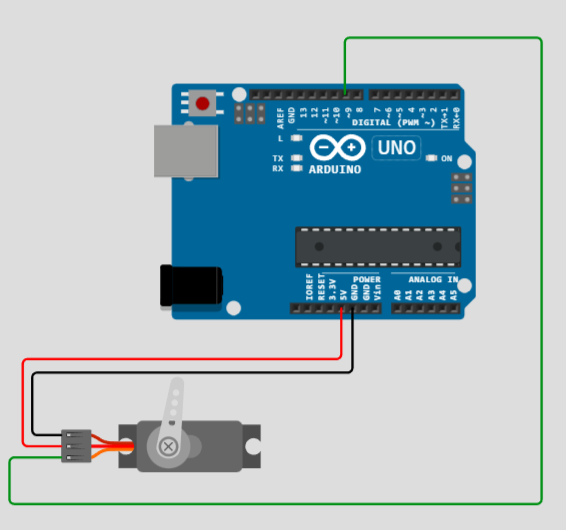 AREF
GND
13
12
~11
~10
~9
8
7
~6
~5
4
~3
2
TX→1
RX←0
DIGITAL (PWM ~)
L
TX
RX
UNO
ON
ARDUINO
POWER
ANALOG IN
IOREF
RESET
3.3V
5V
GND
GND
Vin
A0
A1
A2
A3
A4
A5